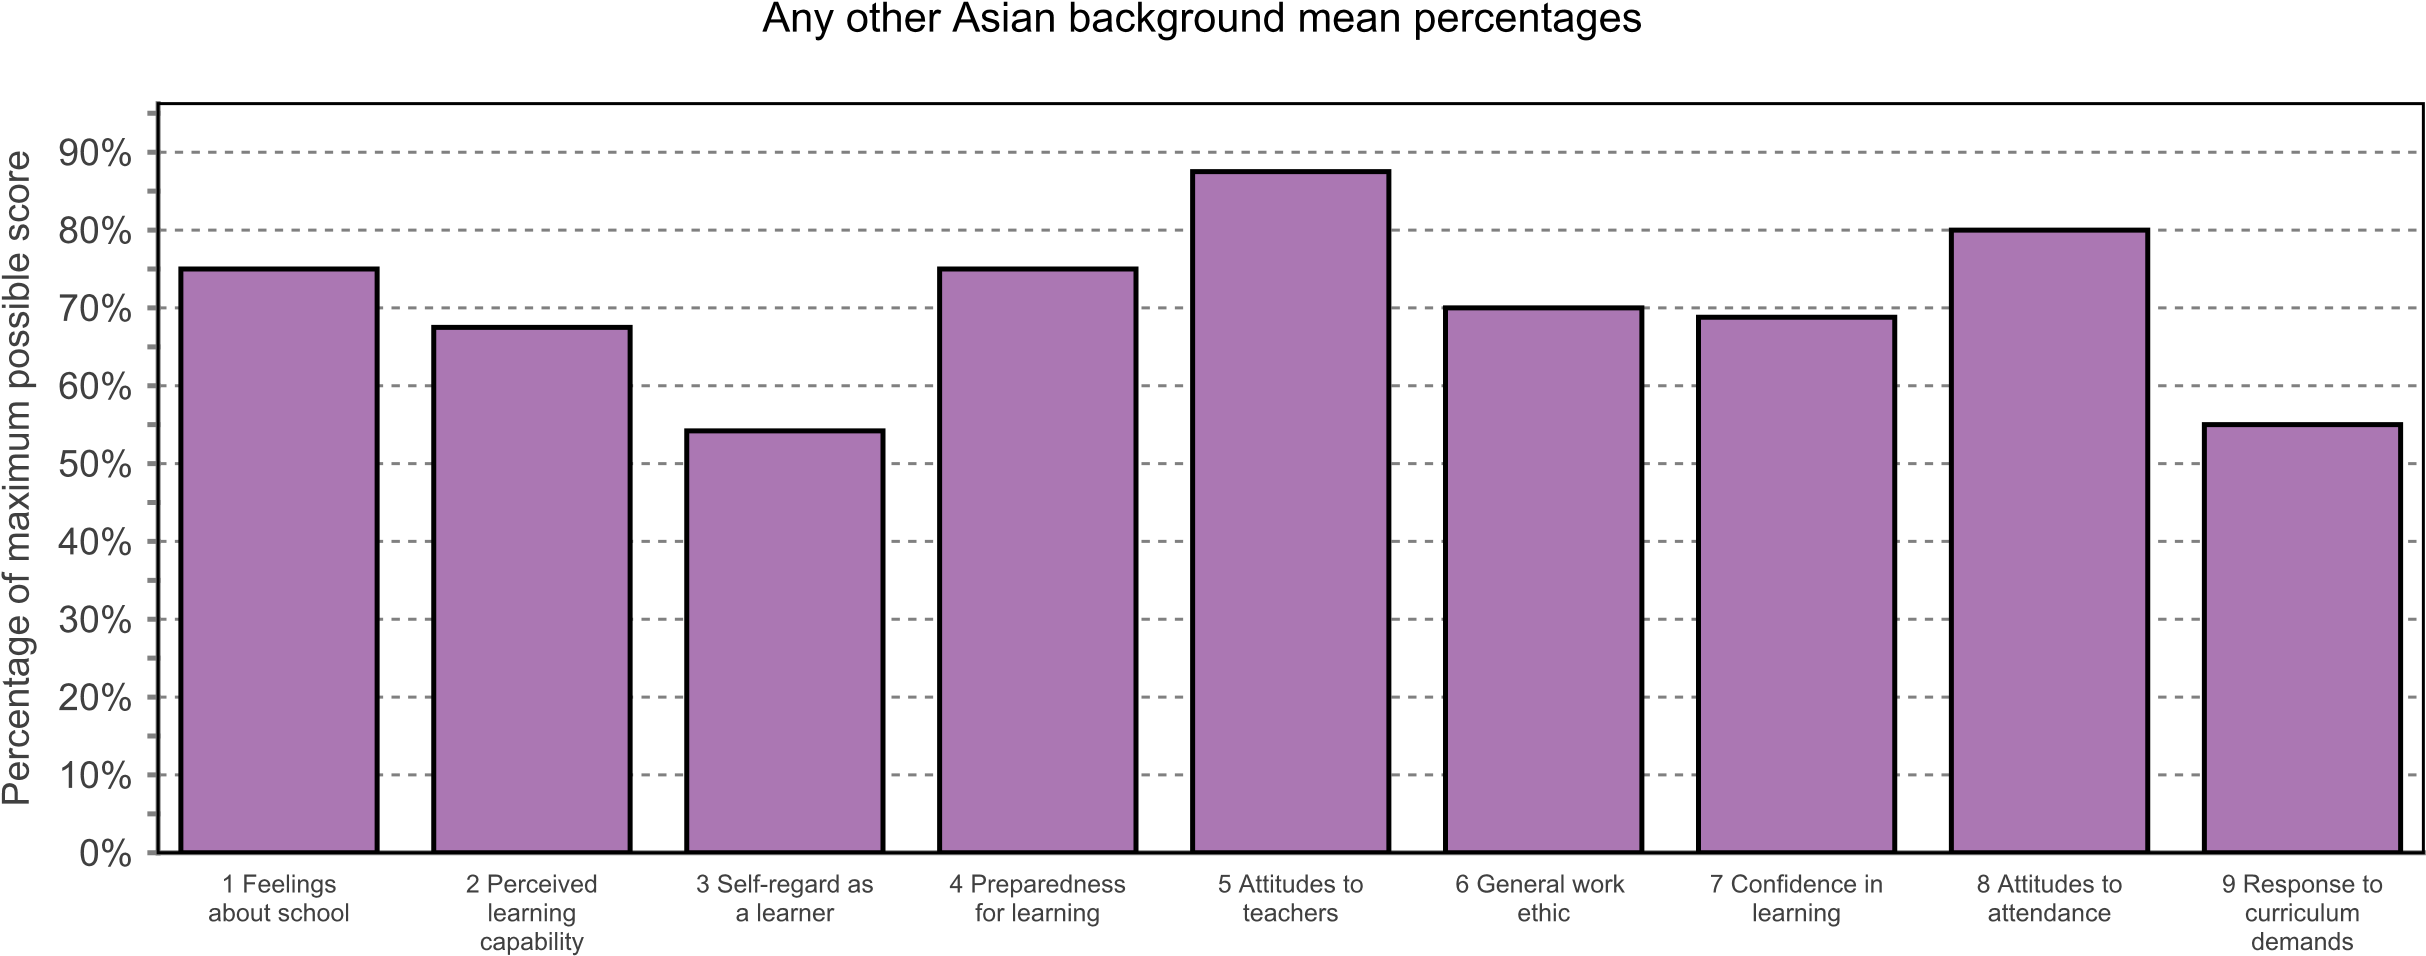 Any other Asian background mean percentages
Percentage of maximum possible score
90%
80%
70%
60%
50%
40%
30%
20%
10%
0%
1 Feelings
about school
2 Perceived
learning
capability
3 Self-regard as
a learner
4 Preparedness
for learning
5 Attitudes to
teachers
6 General work
ethic
7 Confidence in
learning
8 Attitudes to
attendance
9 Response to
curriculum
demands